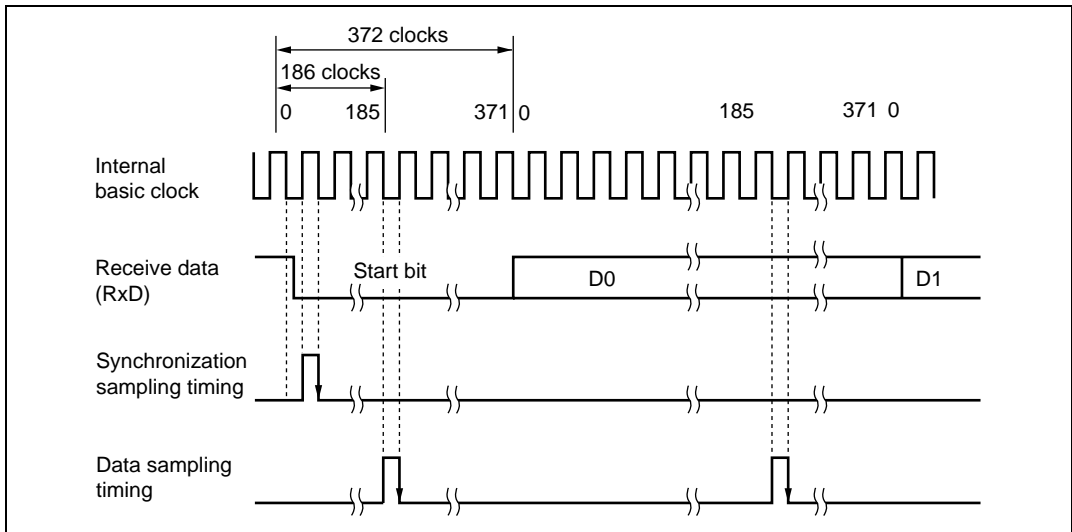 372 clocks
186 clocks
0 185 371 0 185 371 0
Internal
basic clock
Receive data
(RxD)
Start bit D0 D1
Synchronization
sampling timing
Data sampling
timing